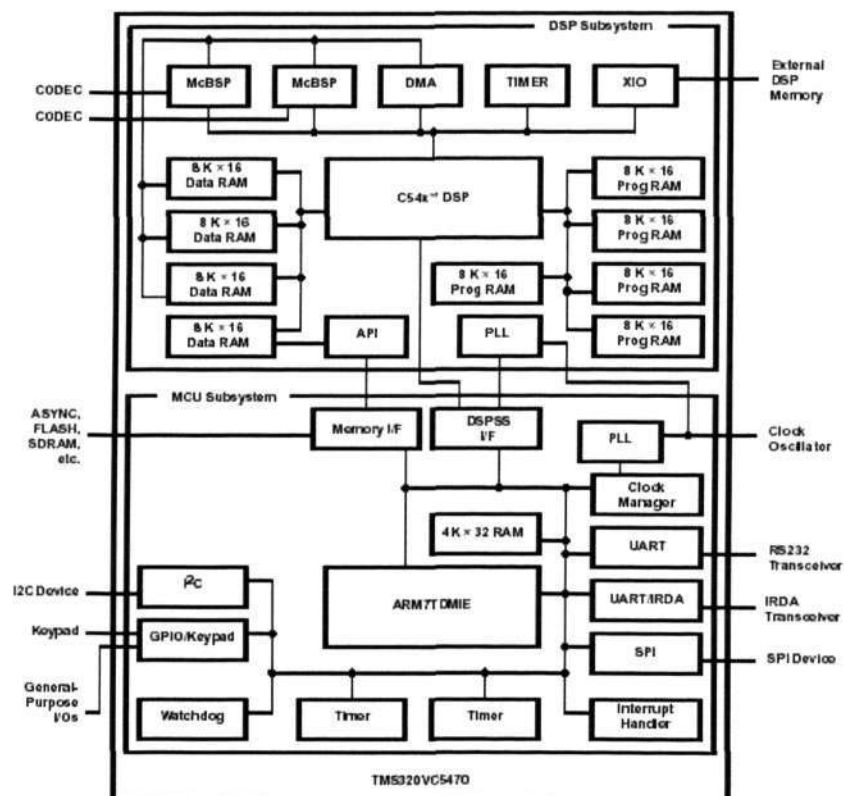 DSP Subsystem
McBSP
McBSP
DMA
TIMER
XIO
External
DSP
Memory
CODEC
CODEC
8 K × 16
Data RAM
8 K × 16
Data RAM
8 K × 16
Data RAM
8 K × 16
Data RAM
C54x DSP
8 K × 16
Prog RAM
8 K × 16
Prog RAM
8 K × 16
Prog RAM
8 K × 16
Prog RAM
8 K × 16
Prog RAM
API
PLL
MCU Subsystem
ASYNC,
FLASH,
SDRAM,
etc.
Memory I/F
DSPSS
I/F
PLL
Clock
Oscillator
Clock
Manager
4K × 32 RAM
UART
RS232
Transceiver
I2C Device
I²C
ARM7TDMIE
UART/IRDA
IRDA
Transceiver
Keypad
GPIO/Keypad
SPI
SPI Device
General-
Purpose
I/Os
Watchdog
Timer
Timer
Interrupt
Handler
TMS320VC5470